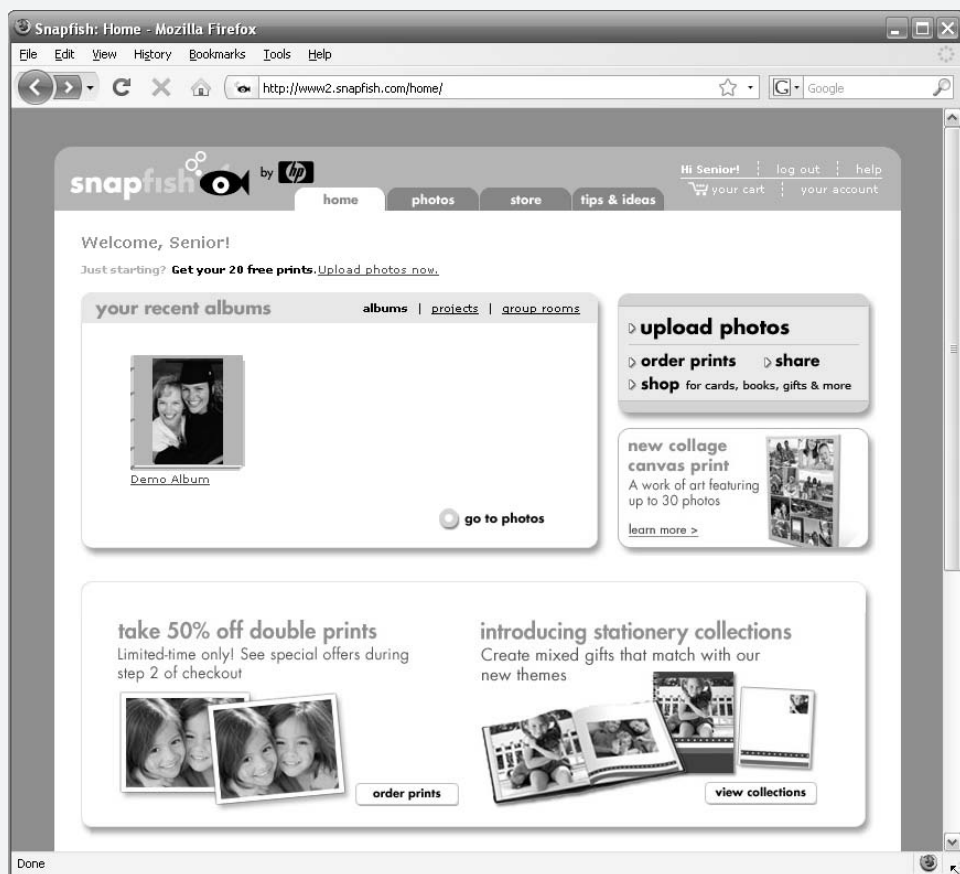 Snapfish: Home - Mozilla Firefox
File Edit View History Bookmarks Tools Help
http://www2.snapfish.com/home/
G Google
snapfish by hp
Hi Senior! log out help
your cart your account
home photos store tips & ideas
Welcome, Senior!
Just starting? Get your 20 free prints. Upload photos now.
your recent albums albums | projects | group rooms
Demo Album
go to photos
upload photos
order prints share
shop for cards, books, gifts & more
new collage
canvas print
A work of art featuring
up to 30 photos
learn more >
take 50% off double prints
Limited-time only! See special offers during
step 2 of checkout
order prints
introducing stationery collections
Create mixed gifts that match with our
new themes
view collections
Done